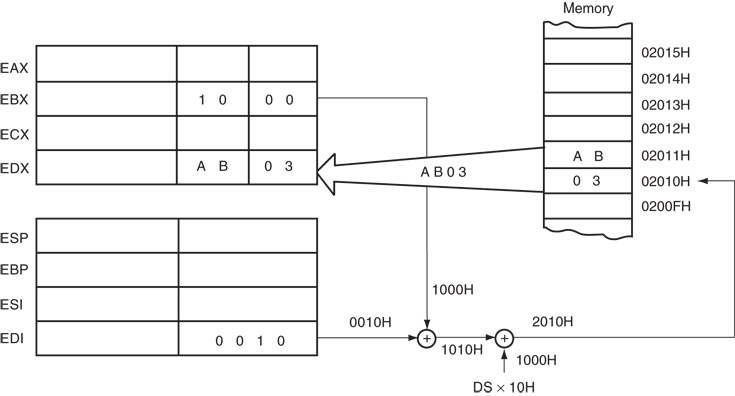 Memory
02015H
EAX
02014H
EBX 1 0 0 0
02013H
ECX
02012H
EDX A B 0 3
A B 0 3
A B 02011H
0 3 02010H
0200FH
ESP
EBP
ESI
1000H
EDI 0 0 1 0
0010H
+
1010H
+
2010H
1000H
DS × 10H